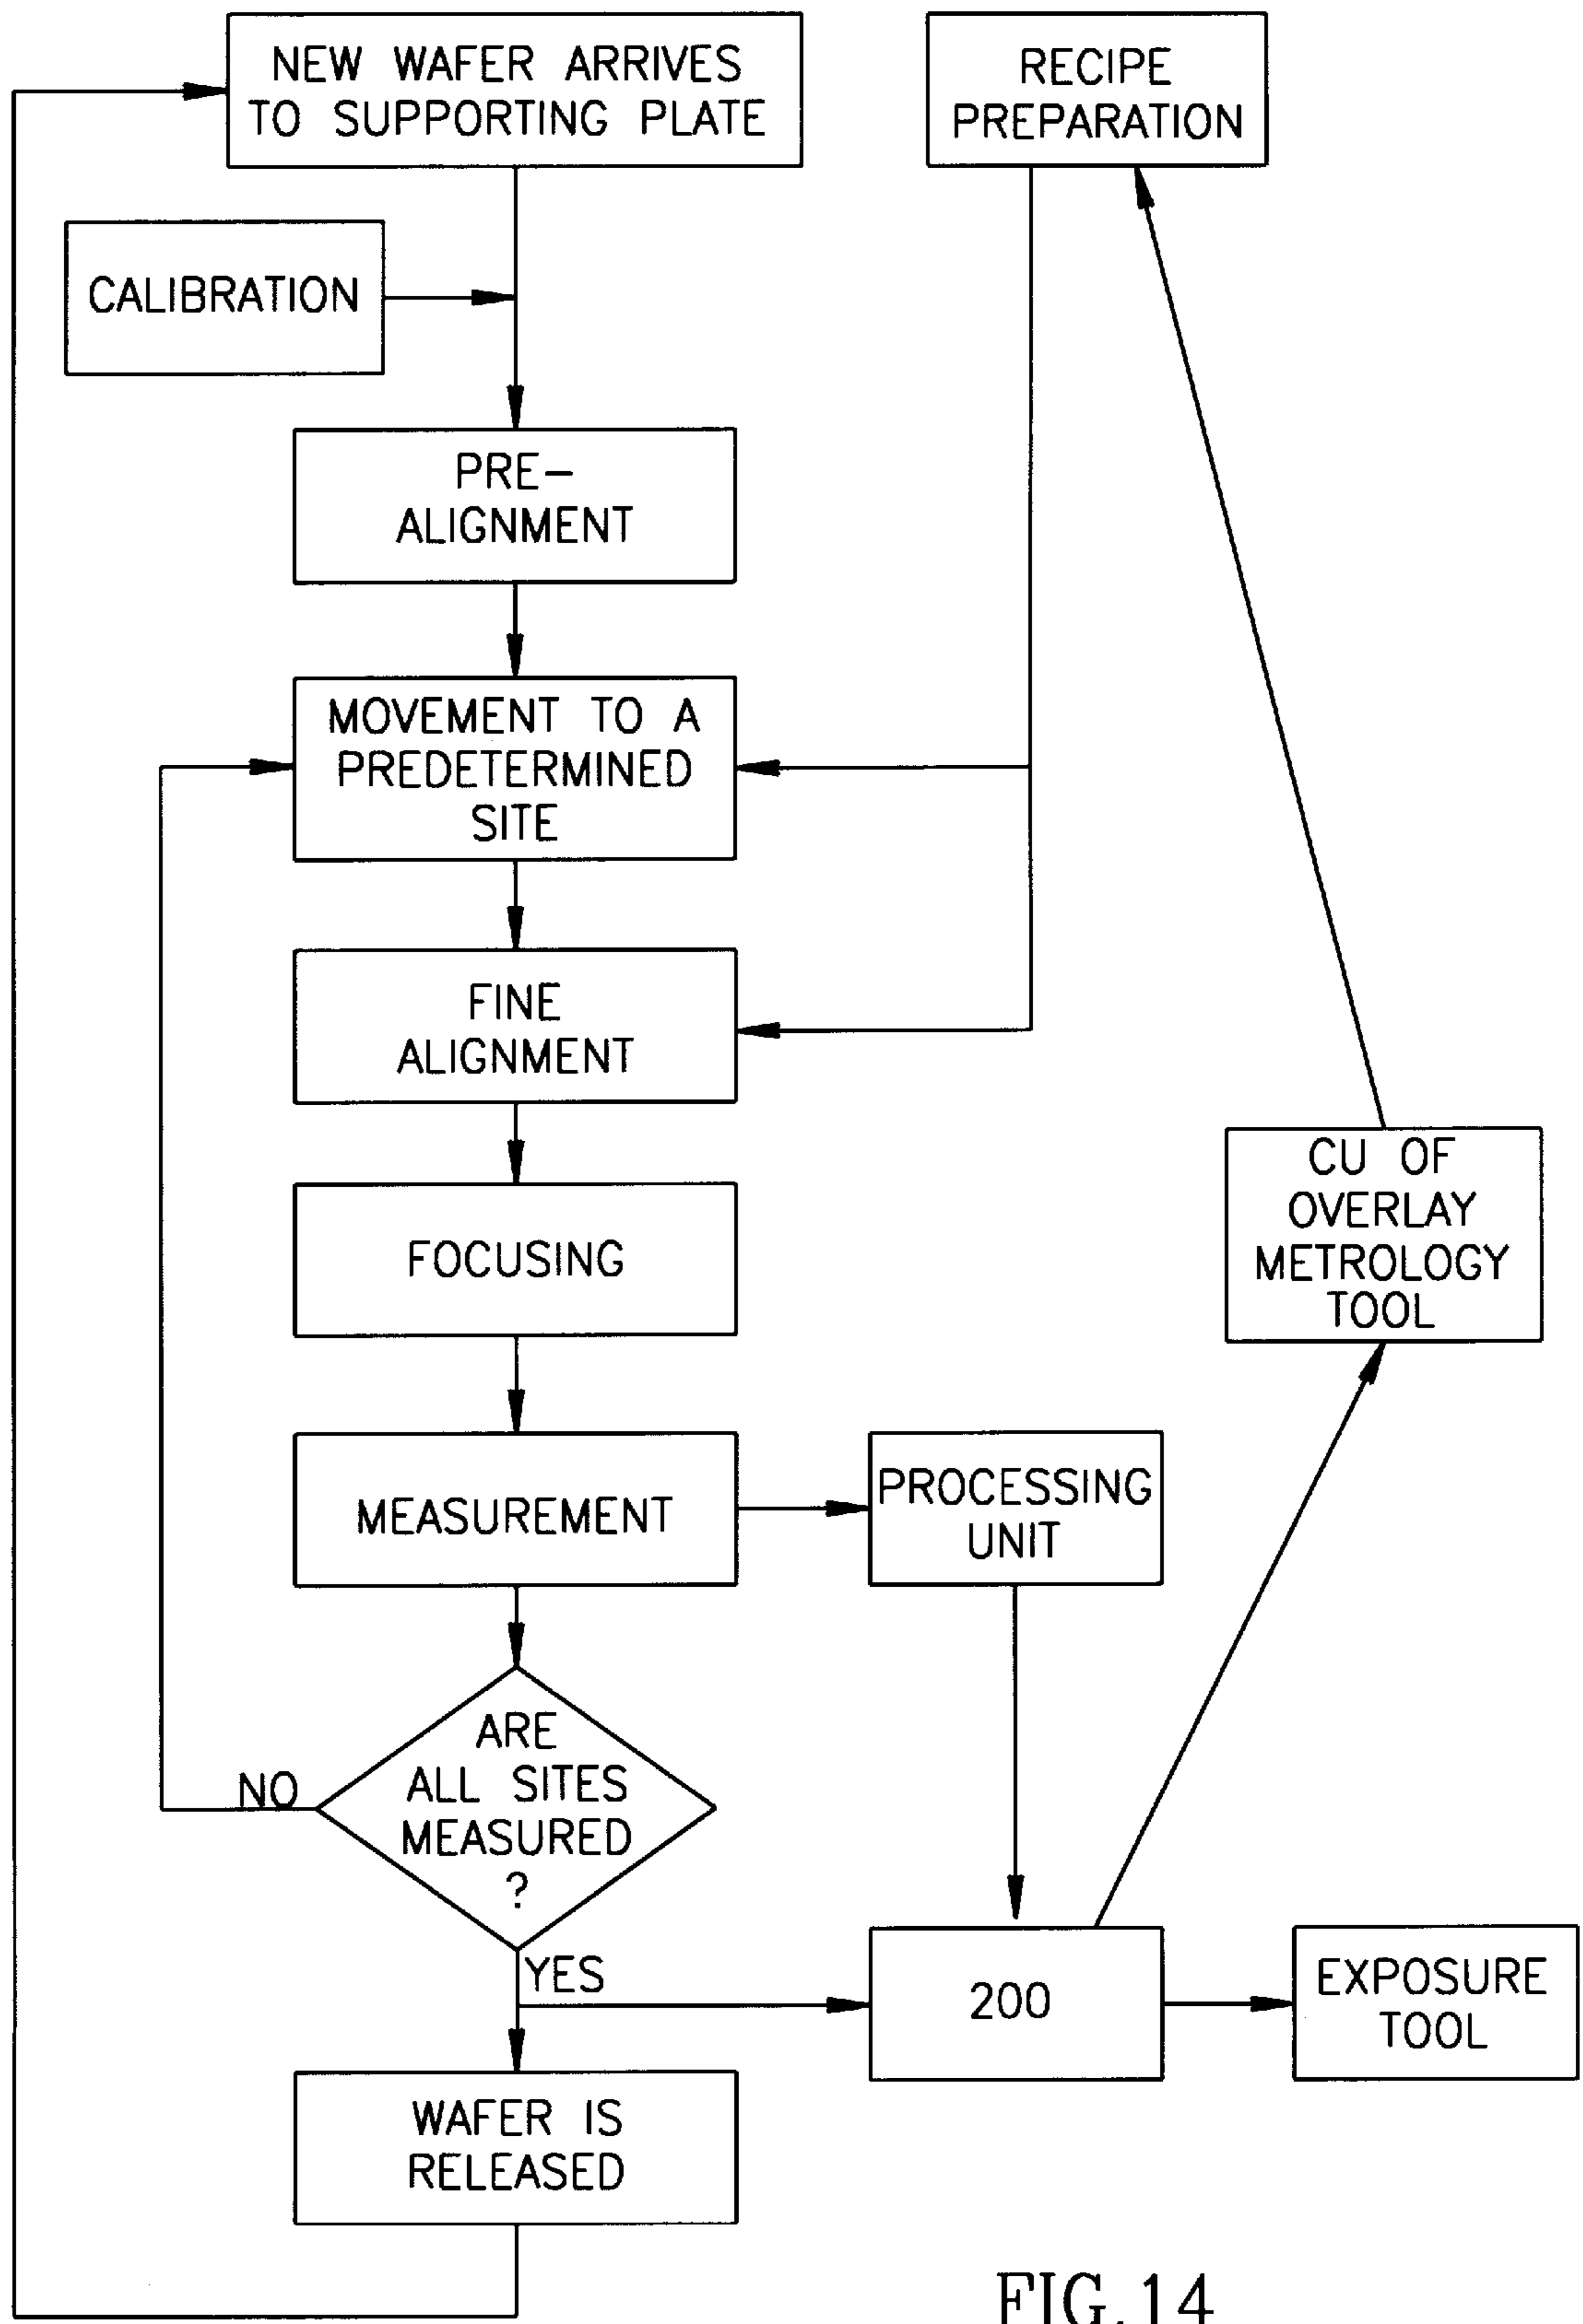 NEW WAFER ARRIVES
TO SUPPORTING PLATE
RECIPE
PREPARATION
CALIBRATION
PRE-
ALIGNMENT
MOVEMENT TO A
PREDETERMINED
SITE
FINE
ALIGNMENT
CU OF
OVERLAY
METROLOGY
TOOL
FOCUSING
MEASUREMENT
PROCESSING
UNIT
ARE
ALL SITES
MEASURED
?
NO
YES
200
EXPOSURE
TOOL
WAFER IS
RELEASED
FIG.14